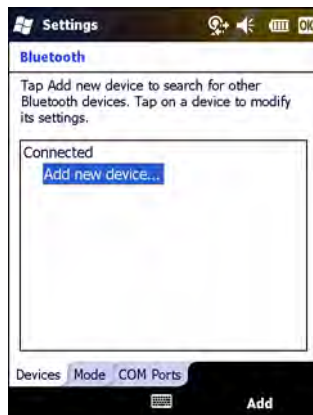 Settings
OK
Bluetooth
Tap Add new device to search for other
Bluetooth devices. Tap on a device to modify
its settings.
Connected
Add new device...
Devices Mode COM Ports
Add